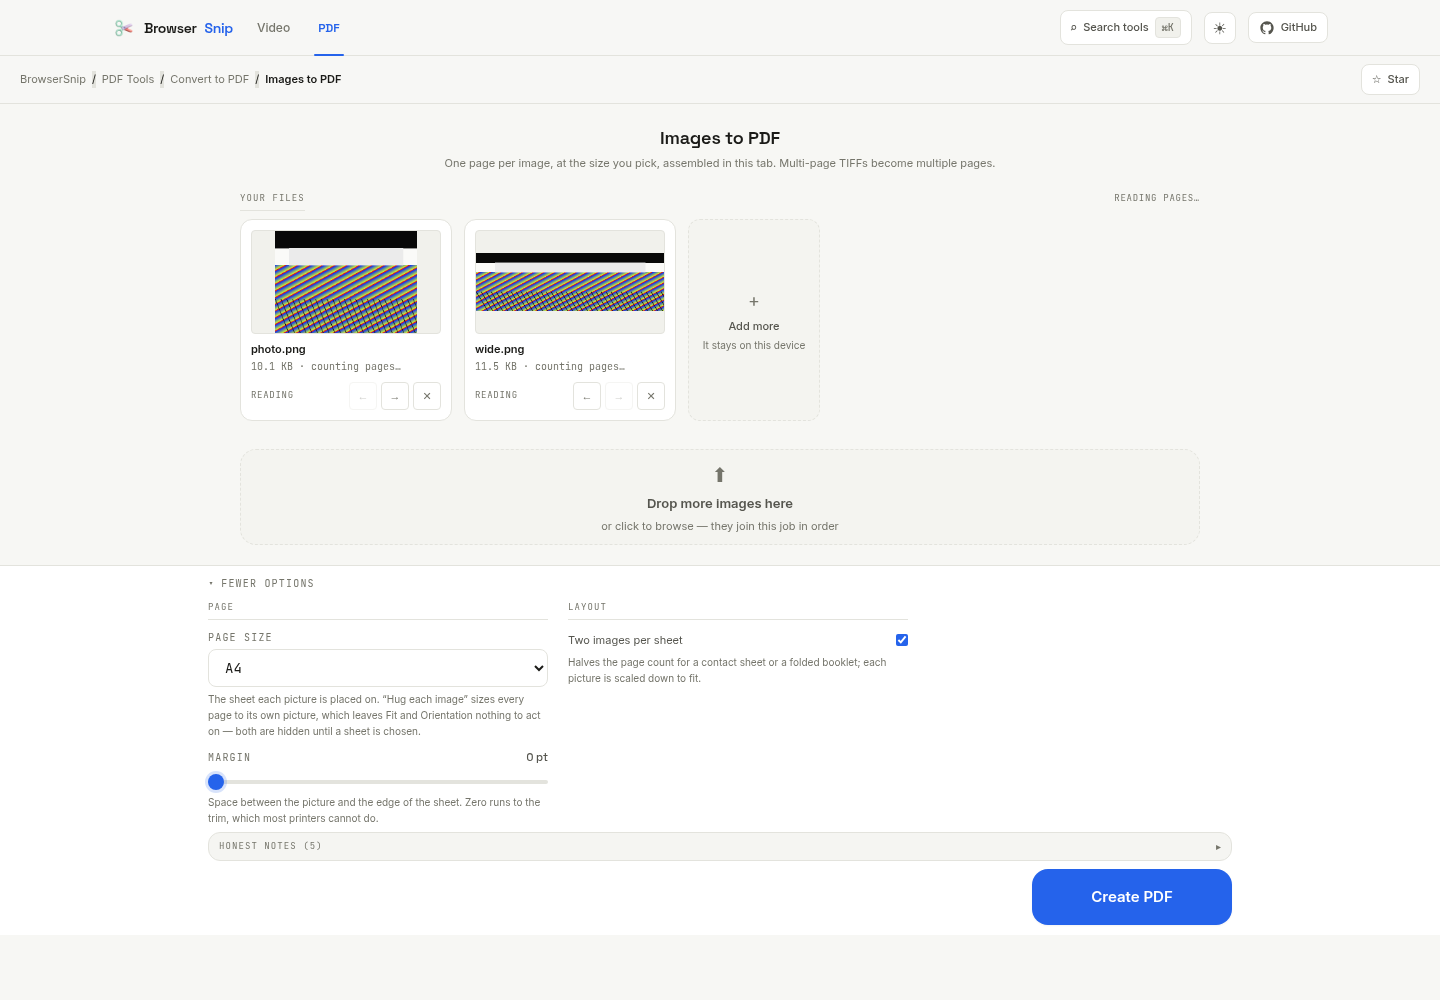 Browser Snip Video PDF
⌕ Search tools ⌘K
☀
GitHub
BrowserSnip / PDF Tools / Convert to PDF / Images to PDF
☆ Star
Images to PDF
One page per image, at the size you pick, assembled in this tab. Multi-page TIFFs become multiple pages.
YOUR FILES
READING PAGES…
photo.png
10.1 KB · counting pages…
READING ← → ✕
wide.png
11.5 KB · counting pages…
READING ← → ✕
+
Add more
It stays on this device
⬆
Drop more images here
or click to browse — they join this job in order
▾ FEWER OPTIONS
PAGE
PAGE SIZE
A4
The sheet each picture is placed on. “Hug each image” sizes every
page to its own picture, which leaves Fit and Orientation nothing to act
on — both are hidden until a sheet is chosen.
MARGIN 0 pt
Space between the picture and the edge of the sheet. Zero runs to the
trim, which most printers cannot do.
LAYOUT
Two images per sheet
Halves the page count for a contact sheet or a folded booklet; each
picture is scaled down to fit.
HONEST NOTES (5) ▸
Create PDF